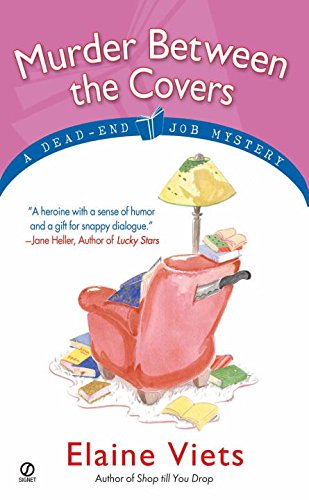 Murder Between
the Covers
A DEAD-END JOB MYSTERY
"A heroine with a sense of humor
and a gift for snappy dialogue."
—Jane Heller, Author of Lucky Stars
SIGNET
Elaine Viets
Author of Shop till You Drop